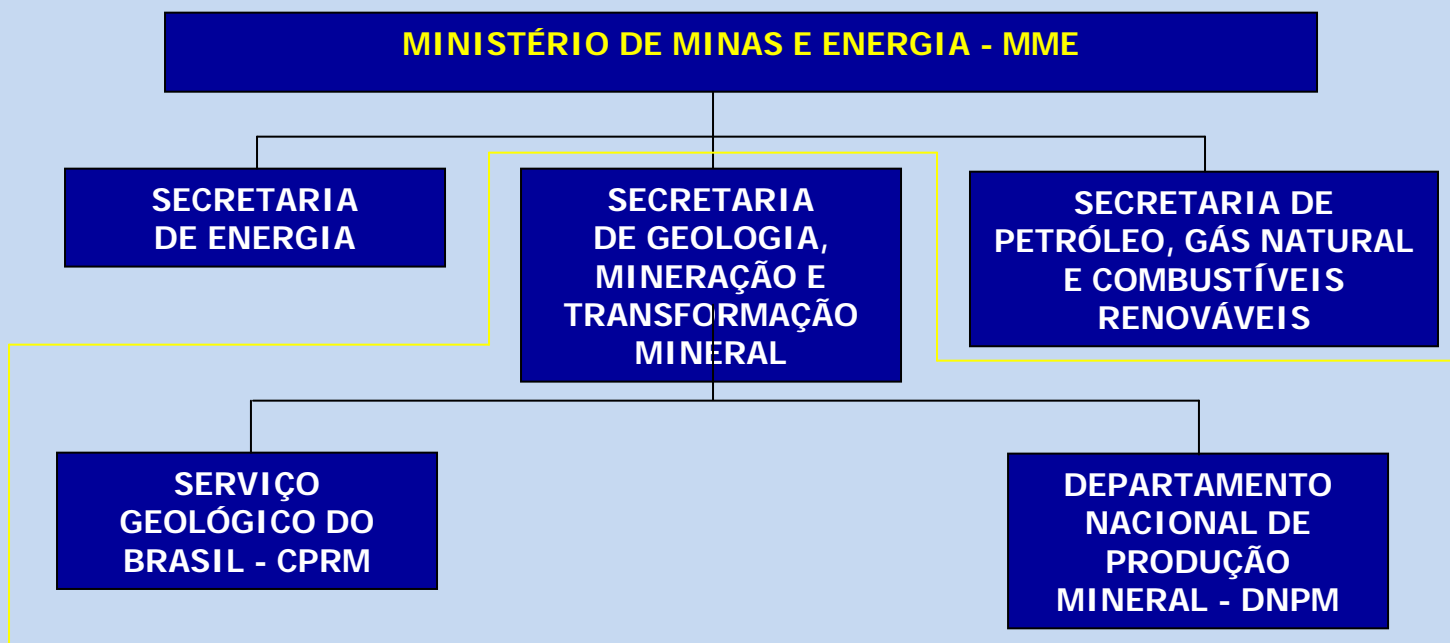 MINISTÉRIO DE MINAS E ENERGIA - MME
SECRETARIA
DE ENERGIA
SECRETARIA
DE GEOLOGIA,
MINERAÇÃO E
TRANSFORMAÇÃO
MINERAL
SECRETARIA DE
PETRÓLEO, GÁS NATURAL
E COMBUSTÍVEIS
RENOVÁVEIS
SERVIÇO
GEOLÓGICO DO
BRASIL - CPRM
DEPARTAMENTO
NACIONAL DE
PRODUÇÃO
MINERAL - DNPM